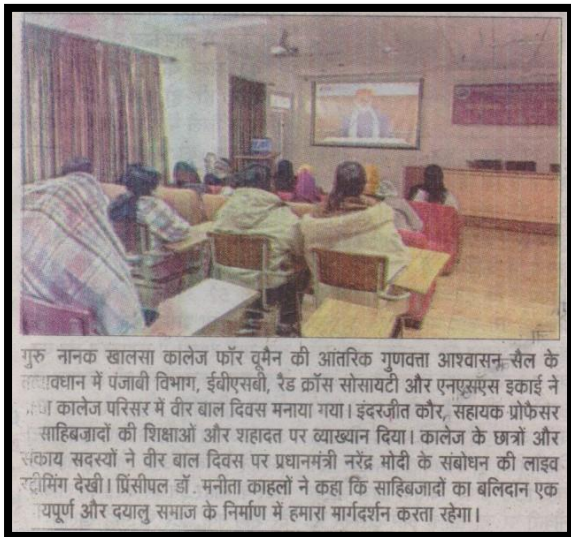 गुरु नानक खालसा कालेज फॉर वूमैन की आंतरिक गुणवत्ता आश्वासन सैल के
में पंजाबी विभाग, ईबीएसबी, रैड क्रॉस सोसायटी और एनएसएस इकाई ने
कालेज परिसर में वीर बाल दिवस मनाया गया। इंदरजीत कौर, सहायक प्रोफैसर
साहिबजादों की शिक्षाओं और शहादत पर व्याख्यान दिया। कालेज के छात्रों और
संकाय सदस्यों ने वीर बाल दिवस पर प्रधानमंत्री नरेंद्र मोदी के संबोधन की लाइव
स्ट्रीमिंग देखी। प्रिंसीपल डॉ. मनीता काहलों ने कहा कि साहिबजादों का बलिदान एक
और दयालु समाज के निर्माण में हमारा मार्गदर्शन करता रहेगा।